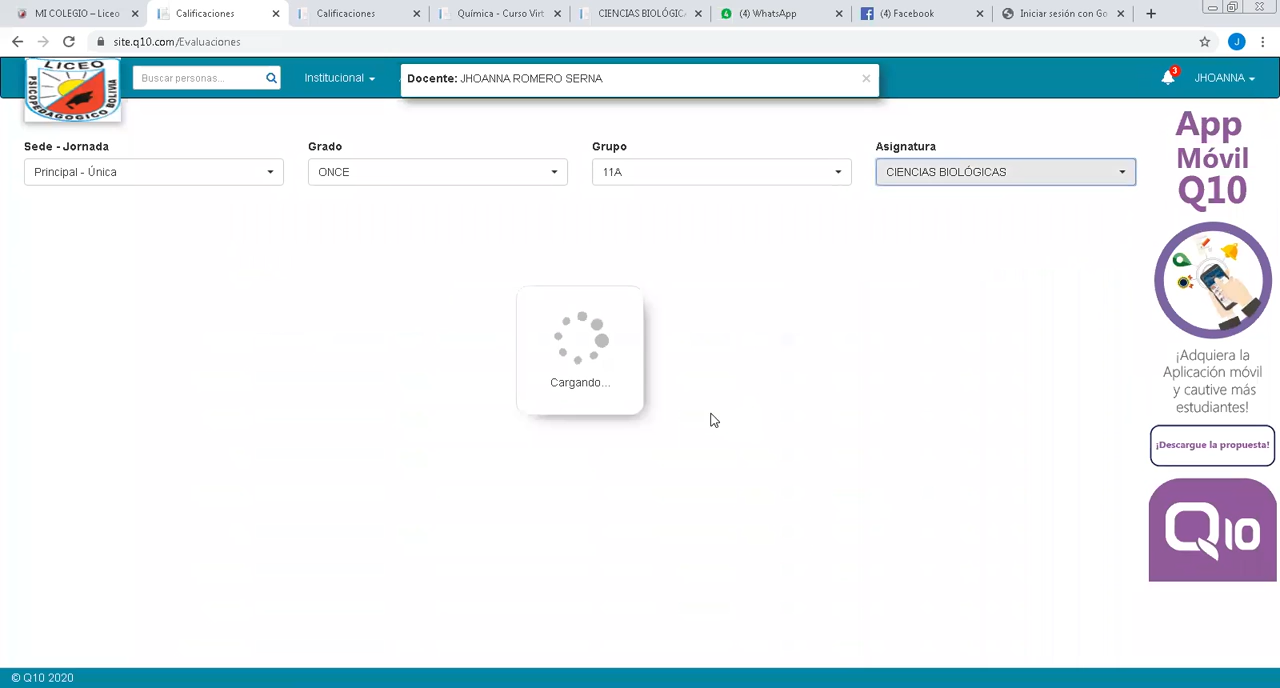 MI COLEGIO – Liceo
Calificaciones
Calificaciones
Química - Curso Virt
CIENCIAS BIOLÓGIC
(4) WhatsApp
(4) Facebook
Iniciar sesión con Go
site.q10.com/Evaluaciones
J
LICEO
PSICOPEDAGOGICO BOLIVIA
Buscar personas...
Institucional
Docente: JHOANNA ROMERO SERNA
3
JHOANNA
Sede - Jornada
Grado
Grupo
Asignatura
Principal - Única
ONCE
11A
CIENCIAS BIOLÓGICAS
Cargando...
App
Móvil
Q10
¡Adquiera la
Aplicación móvil
y cautive más
estudiantes!
¡Descargue la propuesta!
Q10
© Q10 2020